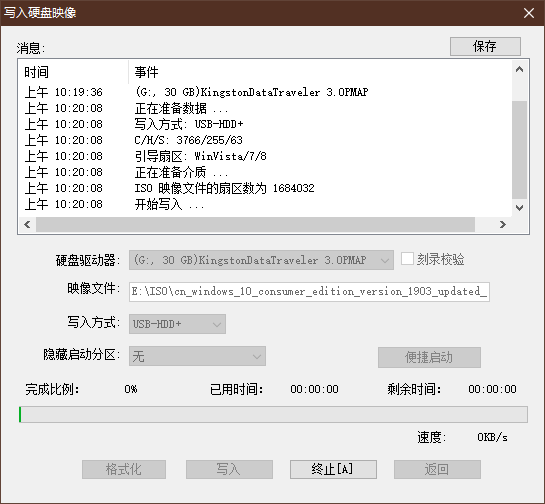 写入硬盘映像
消息:
保存
时间 事件
上午 10:19:36 (G:, 30 GB)KingstonDataTraveler 3.0PMAP
上午 10:20:08 正在准备数据 ...
上午 10:20:08 写入方式: USB-HDD+
上午 10:20:08 C/H/S: 3766/255/63
上午 10:20:08 引导扇区: WinVista/7/8
上午 10:20:08 正在准备介质 ...
上午 10:20:08 ISO 映像文件的扇区数为 1684032
上午 10:20:08 开始写入 ...
硬盘驱动器: (G:, 30 GB)KingstonDataTraveler 3.0PMAP 刻录校验
映像文件: E:\ISO\cn_windows_10_consumer_edition_version_1903_updated_
写入方式: USB-HDD+
隐藏启动分区: 无 便捷启动
完成比例: 0% 已用时间: 00:00:00 剩余时间: 00:00:00
速度: 0KB/s
格式化 写入 终止[A] 返回